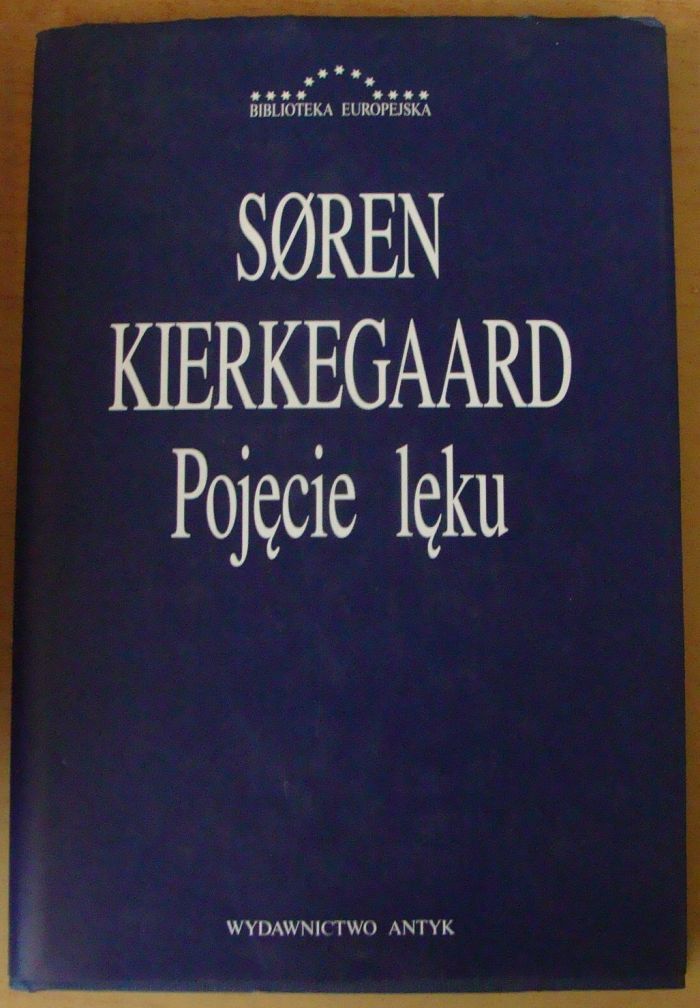 BIBLIOTEKA EUROPEJSKA
SØREN
KIERKEGAARD
Pojęcie lęku
WYDAWNICTWO ANTYK